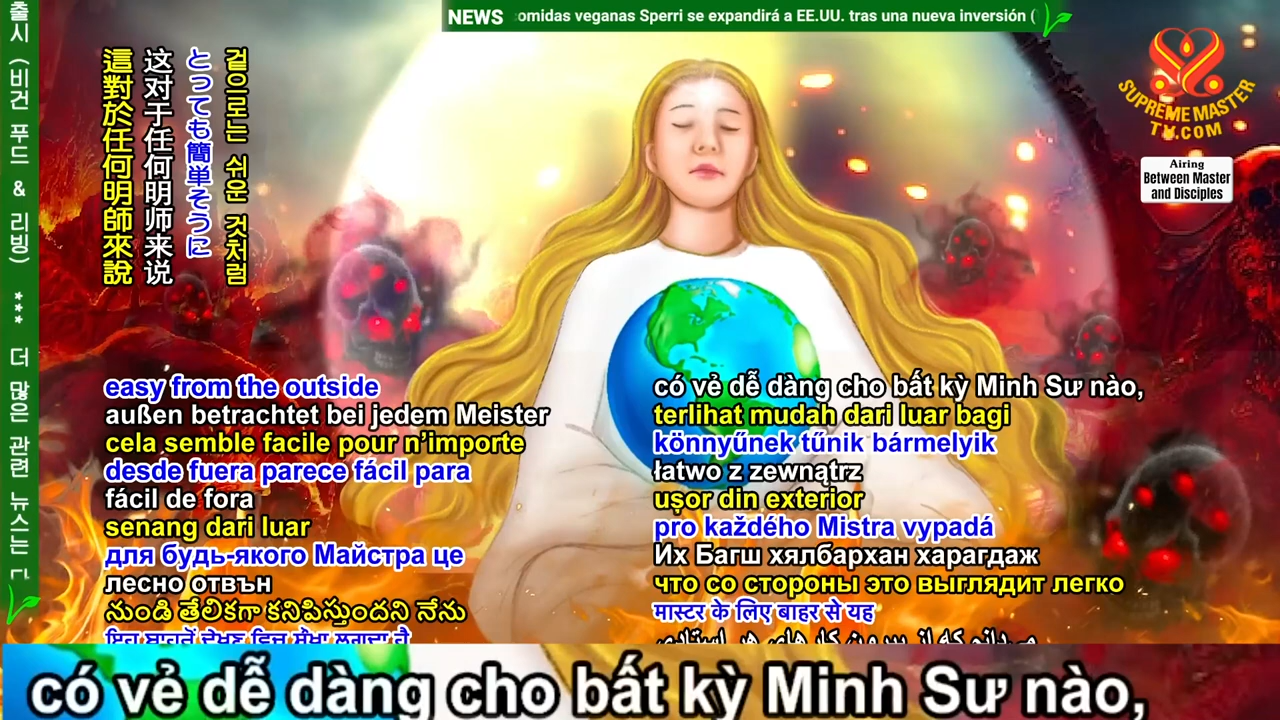 NEWS omidas veganas Sperri se expandirá a EE.UU. tras una nueva inversión (
SUPREME MASTER
TV.COM
Airing
Between Master
and Disciples
출시 (비건 푸드 & 리빙) *** 더 많은 관련 뉴스는
겉으로는 쉬운 것처럼
とっても簡単そうに
这对于任何明师来说
這對於任何明師來說
easy from the outside
außen betrachtet bei jedem Meister
cela semble facile pour n’importe
desde fuera parece fácil para
fácil de fora
senang dari luar
для будь-якого Майстра це
лесно отвън
నుండి తేలికగా కనిపిస్తుందని నేను
có vẻ dễ dàng cho bất kỳ Minh Sư nào,
terlihat mudah dari luar bagi
könnyűnek tűnik bármelyik
łatwo z zewnątrz
ușor din exterior
pro každého Mistra vypadá
Их Багш хялбархан харагдаж
что со стороны это выглядит легко
मास्टर के लिए बाहर से यह
có vẻ dễ dàng cho bất kỳ Minh Sư nào,